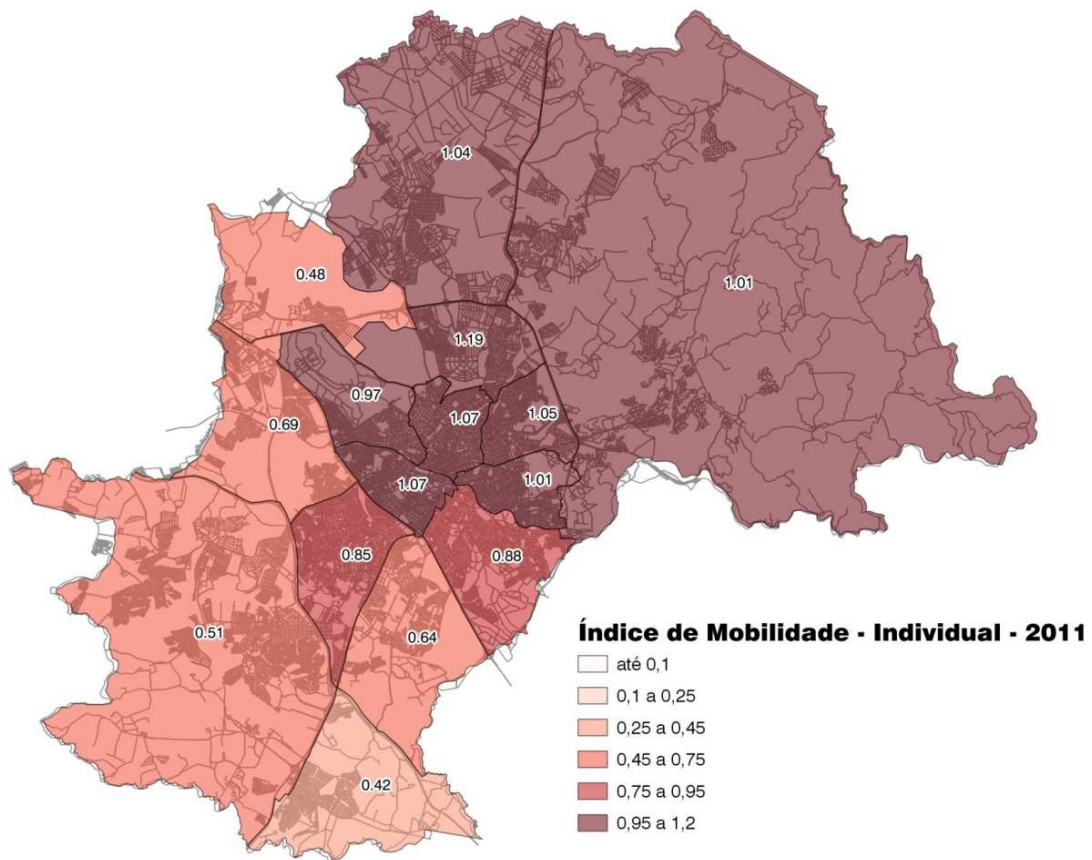 1.04
1.01
0.48
1.19
0.97
1.07
1.05
0.69
1.07
1.01
0.85
0.88
0.51
0.64
0.42
Índice de Mobilidade - Individual - 2011
até 0,1
0,1 a 0,25
0,25 a 0,45
0,45 a 0,75
0,75 a 0,95
0,95 a 1,2